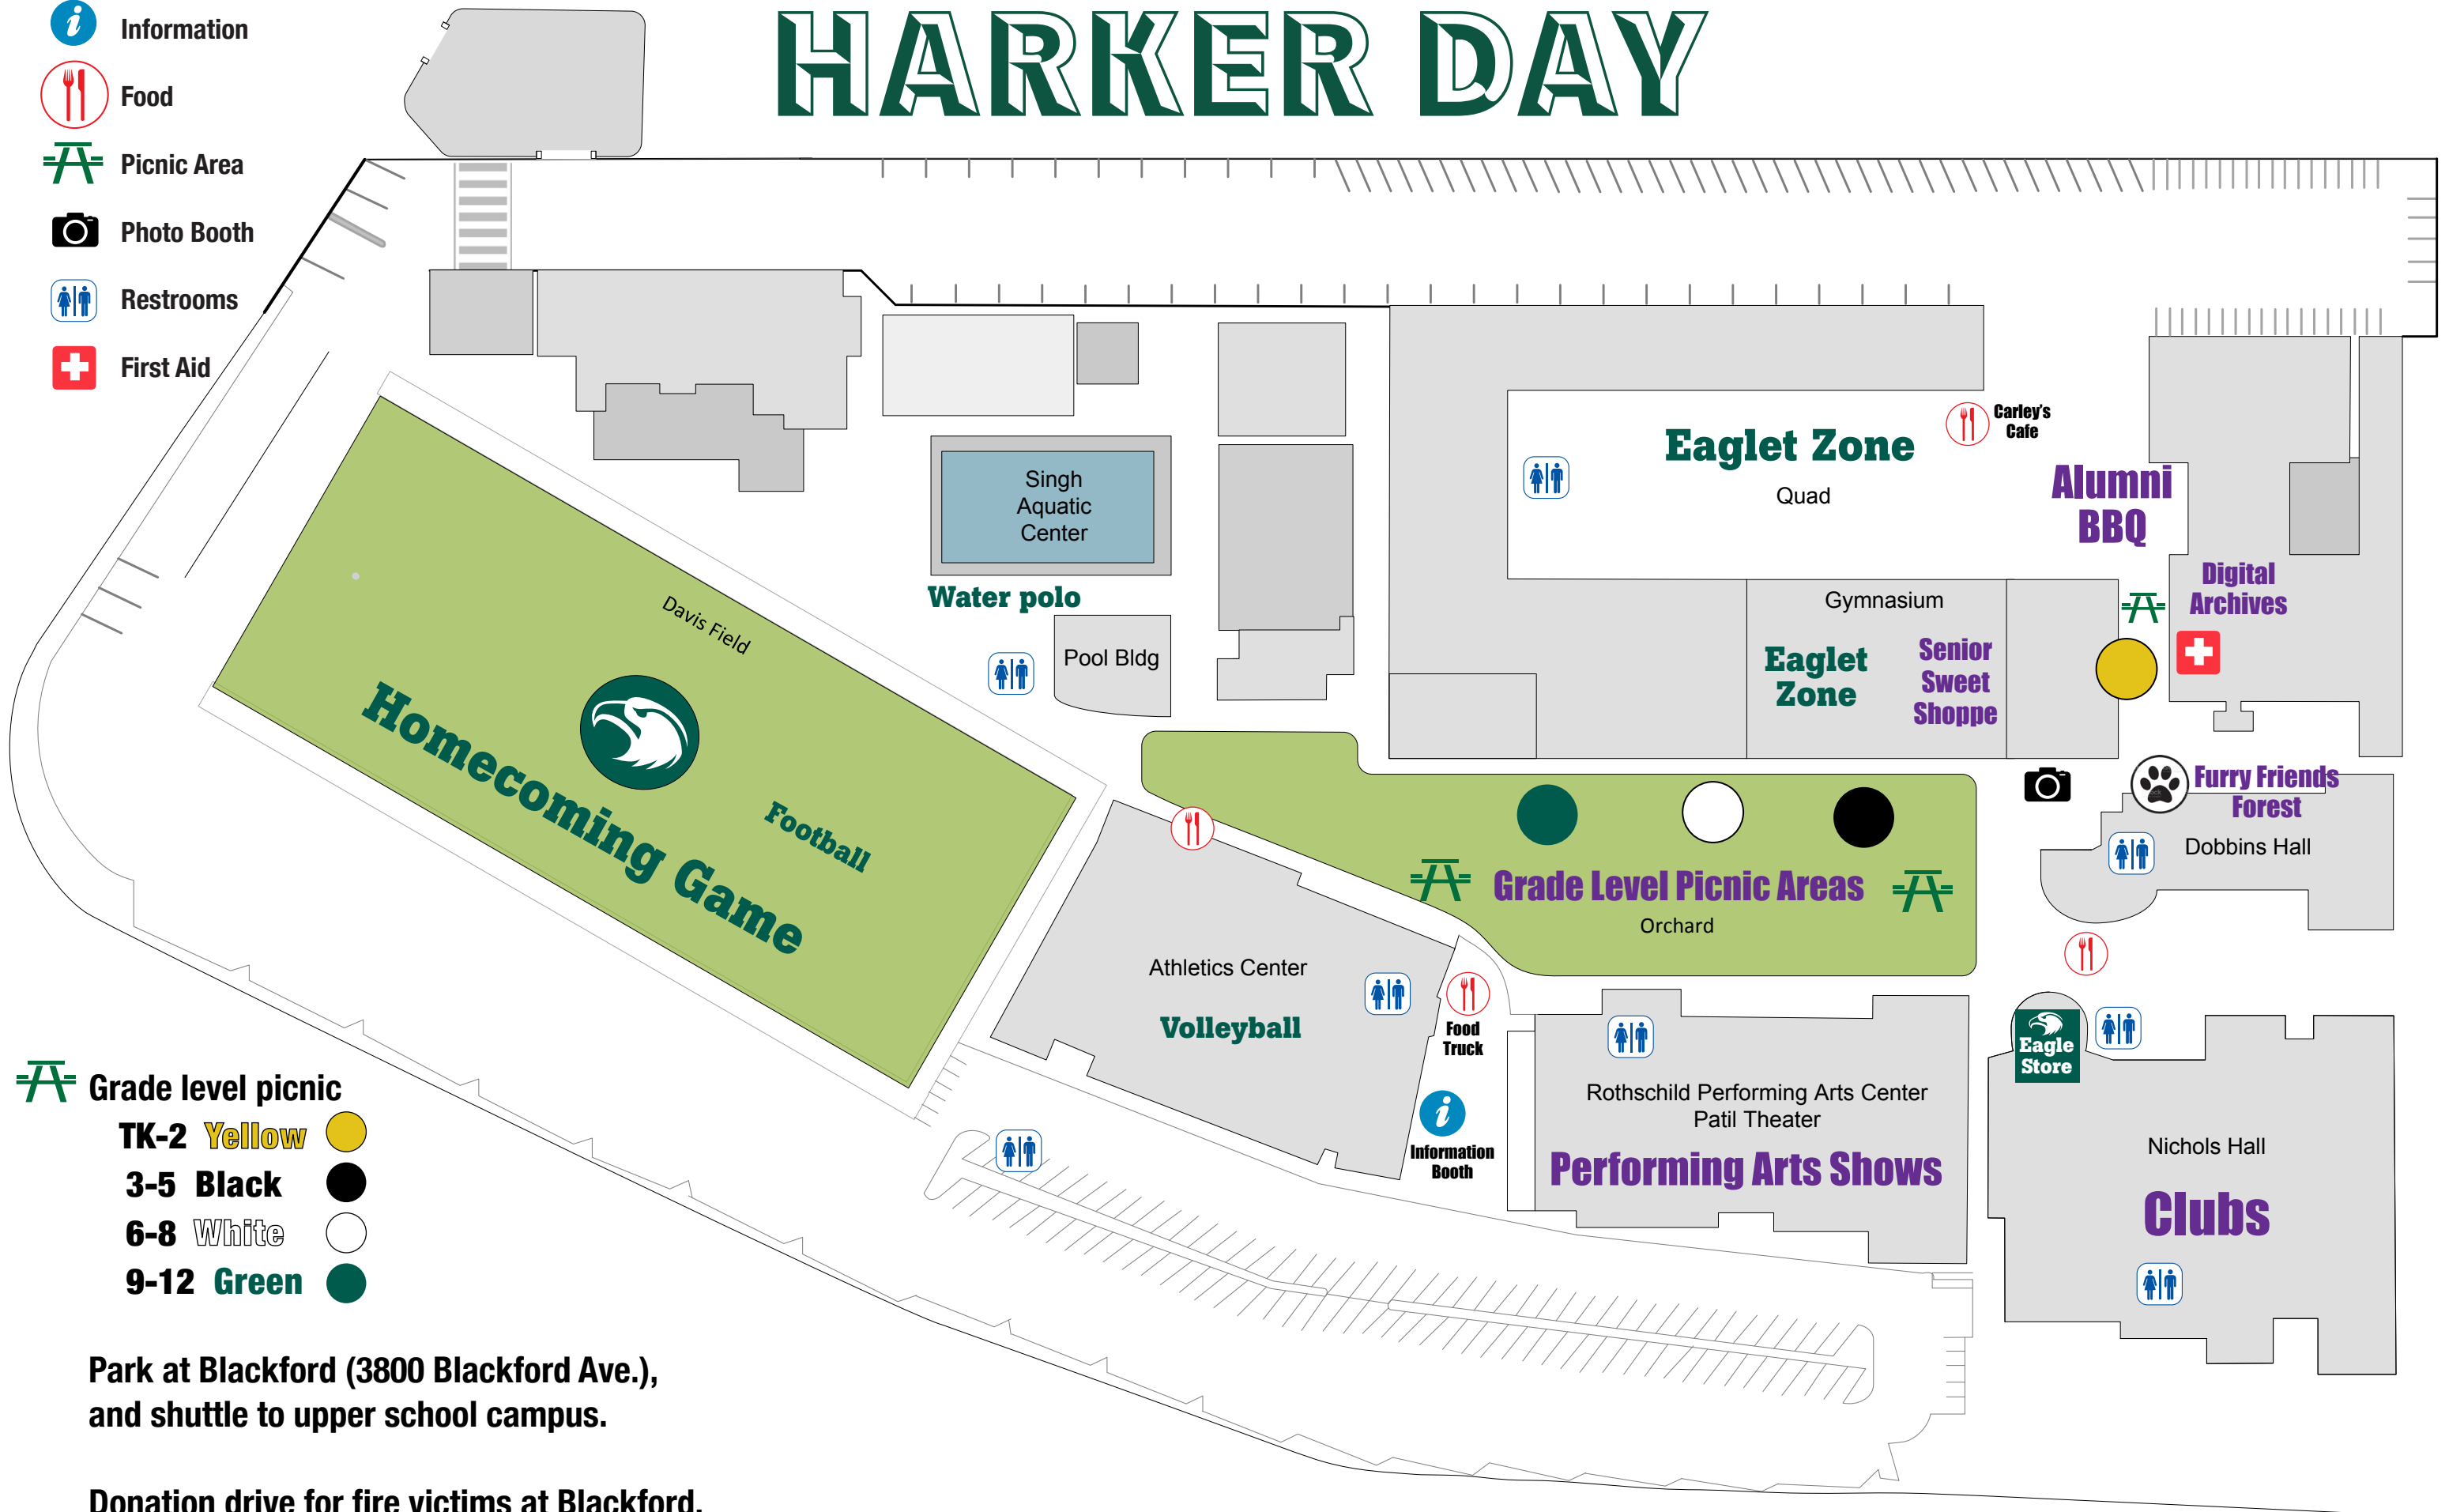 HARKER DAY
Information
Food
Picnic Area
Photo Booth
Restrooms
First Aid
Carley's
Cafe
Eaglet Zone
Quad
Alumni
BBQ
Singh
Aquatic
Center
Water polo
Pool Bldg
Davis Field
Homecoming Game
Football
Gymnasium
Eaglet
Zone
Senior
Sweet
Shoppe
Digital
Archives
Furry Friends
Forest
Dobbins Hall
Grade Level Picnic Areas
Orchard
Athletics Center
Volleyball
Food
Truck
Information
Booth
Rothschild Performing Arts Center
Patil Theater
Performing Arts Shows
Eagle
Store
Nichols Hall
Clubs
Grade level picnic
TK-2 Yellow
3-5 Black
6-8 White
9-12 Green
Park at Blackford (3800 Blackford Ave.),
and shuttle to upper school campus.
Donation drive for fire victims at Blackford.